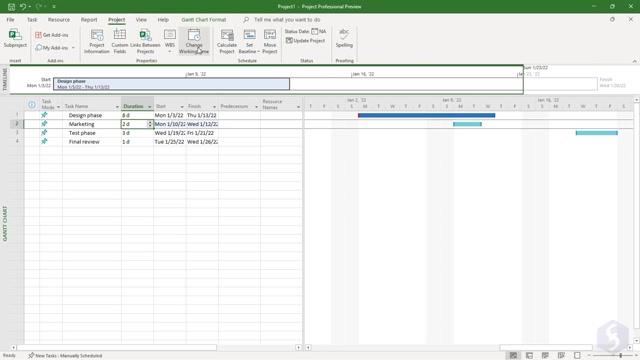 Project1 - Project Professional Preview
File Task Resource Report Project View Help Gantt Chart Format Tell me what you want to do
Subproject
Get Add-ins
My Add-ins
Add-ins
Project Information
Custom Fields
Links Between Projects
WBS
Change Working Time
Properties
Calculate Project
Set Baseline
Move Project
Schedule
Status Date: NA
Update Project
Status
abc
Spelling
Proofing
TIMELINE
Start
Mon 1/3/22
Jan 9, '22
Jan 16, '22
Jan 23, '22
Sun 1/23/22
Design phase
Mon 1/3/22 - Thu 1/13/22
Finish
Wed 1/26/22
Task Mode Task Name Duration Start Finish Predecessors Resource Names
Jan 2, '22 Jan 9, '22 Jan 16, '22
T F S S M T W T F S S M T W T F S S M T W T F S
1 Design phase 8 d Mon 1/3/22 Thu 1/13/22
2 Marketing 2 d Mon 1/10/22 Wed 1/12/22
3 Test phase 3 d Wed 1/19/22 Fri 1/21/22
4 Final review 1 d Tue 1/25/22 Wed 1/26/22
GANTT CHART
Ready
New Tasks : Manually Scheduled